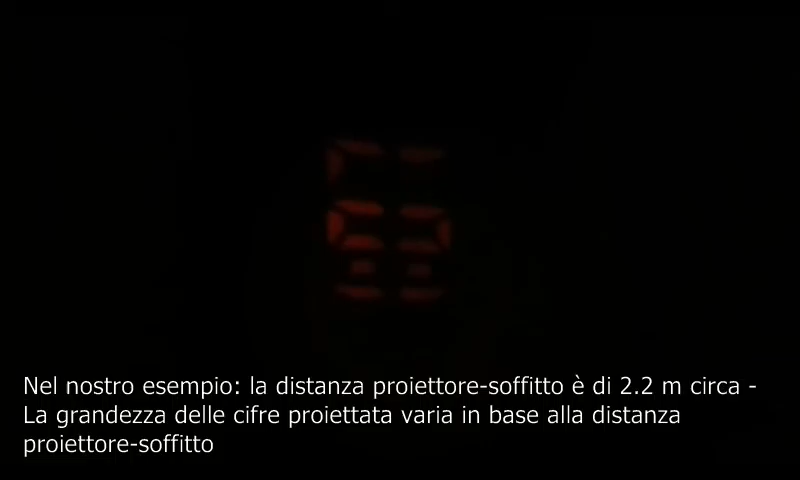 Nel nostro esempio: la distanza proiettore-soffitto è di 2.2 m circa -
La grandezza delle cifre proiettata varia in base alla distanza
proiettore-soffitto